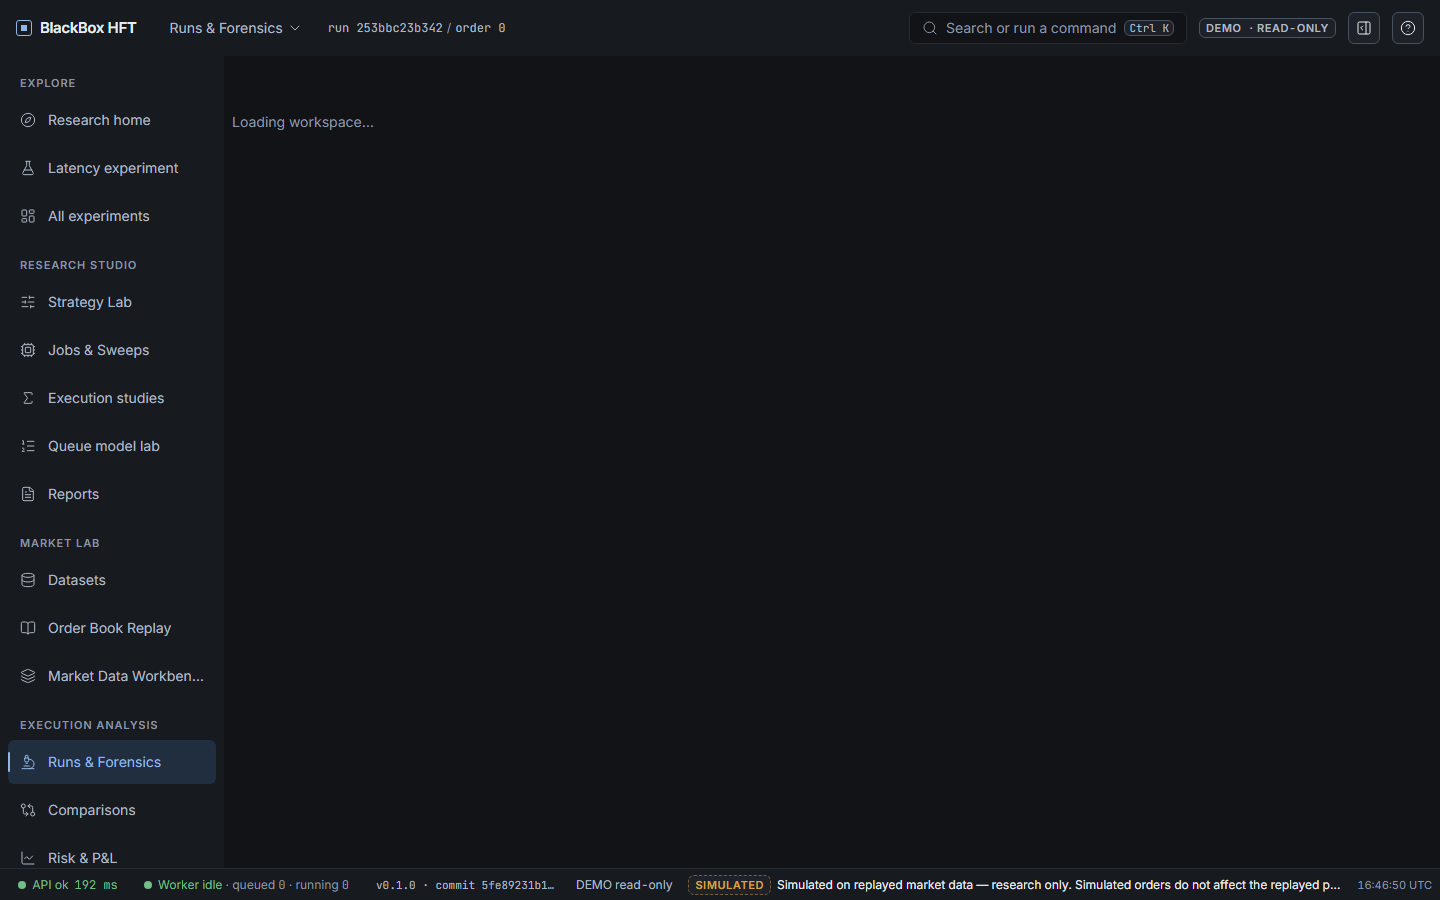 BlackBox HFT
Runs & Forensics
run 253bbc23b342 / order 0
Search or run a command Ctrl K
DEMO · READ-ONLY
EXPLORE
Research home
Latency experiment
All experiments
RESEARCH STUDIO
Strategy Lab
Jobs & Sweeps
Execution studies
Queue model lab
Reports
MARKET LAB
Datasets
Order Book Replay
Market Data Workben...
EXECUTION ANALYSIS
Runs & Forensics
Comparisons
Risk & P&L
Loading workspace...
API ok 192 ms
Worker idle · queued 0 · running 0
v0.1.0 · commit 5fe89231b1…
DEMO read-only
SIMULATED
Simulated on replayed market data — research only. Simulated orders do not affect the replayed p...
16:46:50 UTC